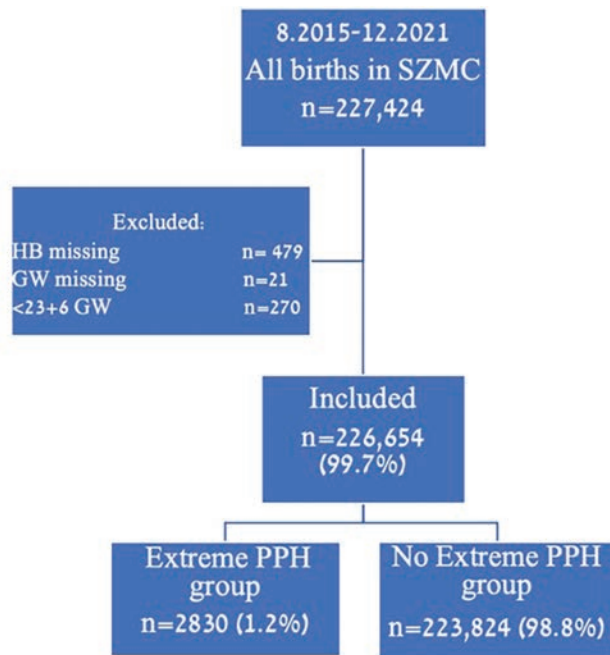 8.2015-12.2021
All births in SZMC
n=227,424
Excluded:
HB missing n= 479
GW missing n=21
<23+6 GW n=270
Included
n=226,654
(99.7%)
Extreme PPH
group
n=2830 (1.2%)
No Extreme PPH
group
n=223,824 (98.8%)